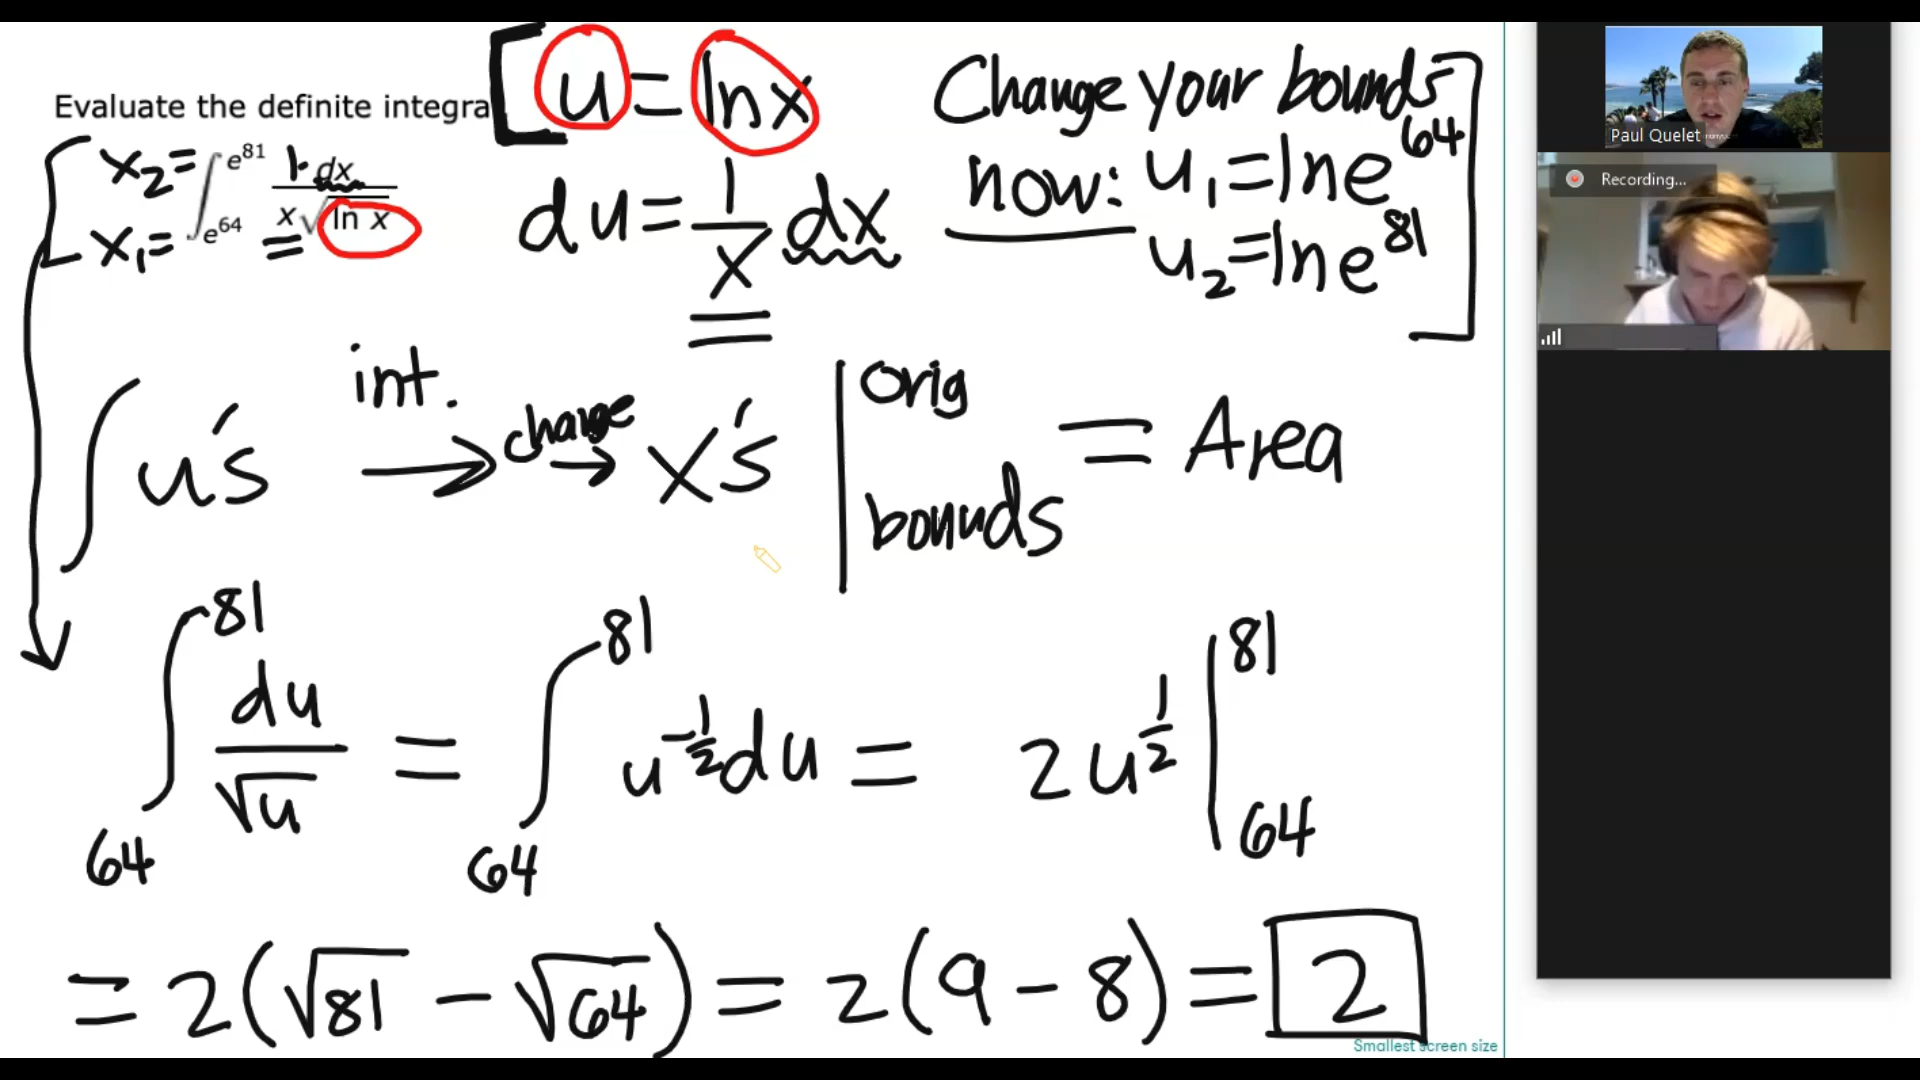 Evaluate the definite integra
[ u = ln x
Change your bounds
now: u₁ = ln e⁶⁴
u₂ = ln e⁸¹
x₂ = ∫ e⁸¹ 1· dx
x₁ = e⁶⁴ x√ln x
=
du = 1/x dx
∫ u's int. → change → x's | orig bounds = Area
∫₆₄⁸¹ du/√u = ∫₆₄⁸¹ u^(-1/2) du = 2u^(1/2) |₆₄⁸¹
= 2(√81 − √64) = 2(9 − 8) = 2
Smallest screen size
Paul Quelet
Recording...